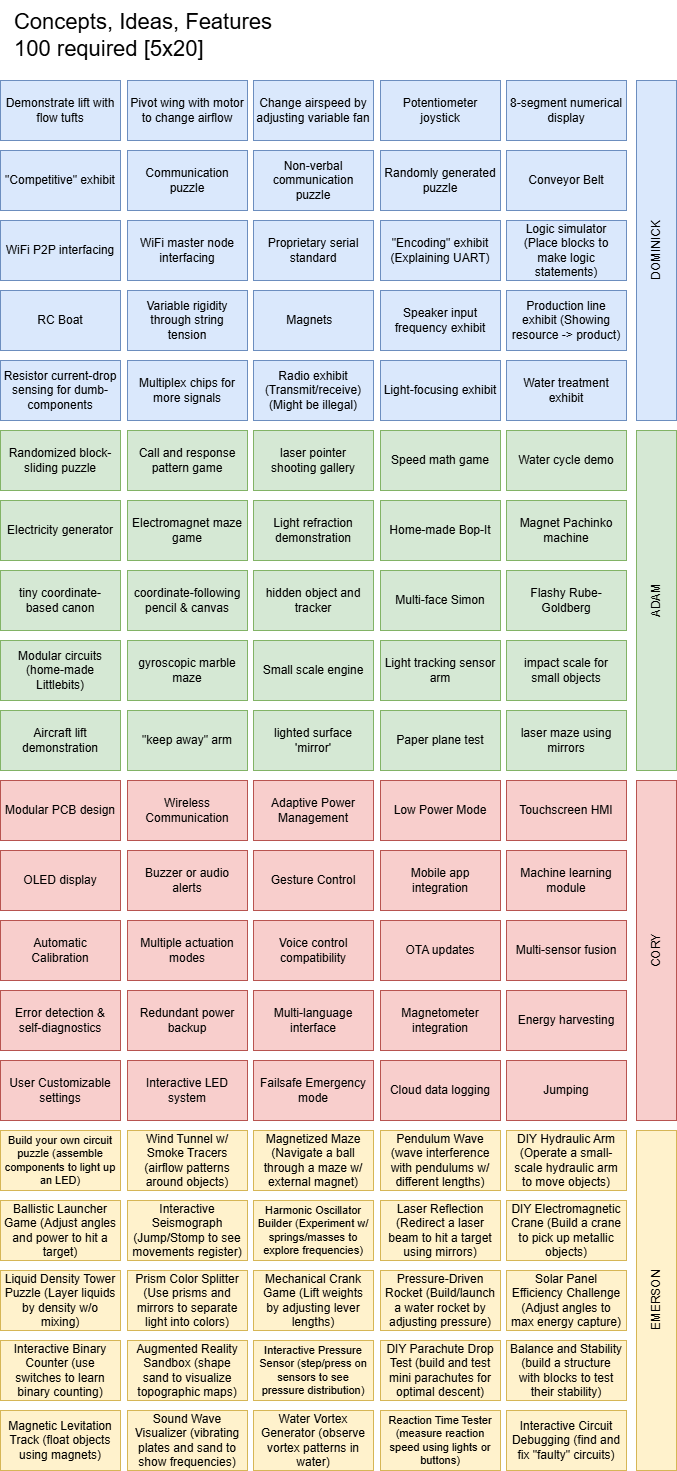 Concepts, Ideas, Features
100 required [5x20]
Demonstrate lift with
flow tufts
Pivot wing with motor
to change airflow
Change airspeed by
adjusting variable fan
Potentiometer
joystick
8-segment numerical
display
"Competitive" exhibit
Communication
puzzle
Non-verbal
communication
puzzle
Randomly generated
puzzle
Conveyor Belt
WiFi P2P interfacing
WiFi master node
interfacing
Proprietary serial
standard
"Encoding" exhibit
(Explaining UART)
Logic simulator
(Place blocks to
make logic
statements)
RC Boat
Variable rigidity
through string
tension
Magnets
Speaker input
frequency exhibit
Production line
exhibit (Showing
resource -> product)
Resistor current-drop
sensing for dumb-
components
Multiplex chips for
more signals
Radio exhibit
(Transmit/receive)
(Might be illegal)
Light-focusing exhibit
Water treatment
exhibit
DOMINICK
Randomized block-
sliding puzzle
Call and response
pattern game
laser pointer
shooting gallery
Speed math game
Water cycle demo
Electricity generator
Electromagnet maze
game
Light refraction
demonstration
Home-made Bop-It
Magnet Pachinko
machine
tiny coordinate-
based canon
coordinate-following
pencil & canvas
hidden object and
tracker
Multi-face Simon
Flashy Rube-
Goldberg
Modular circuits
(home-made
Littlebits)
gyroscopic marble
maze
Small scale engine
Light tracking sensor
arm
impact scale for
small objects
Aircraft lift
demonstration
"keep away" arm
lighted surface
'mirror'
Paper plane test
laser maze using
mirrors
ADAM
Modular PCB design
Wireless
Communication
Adaptive Power
Management
Low Power Mode
Touchscreen HMI
OLED display
Buzzer or audio
alerts
Gesture Control
Mobile app
integration
Machine learning
module
Automatic
Calibration
Multiple actuation
modes
Voice control
compatibility
OTA updates
Multi-sensor fusion
Error detection &
self-diagnostics
Redundant power
backup
Multi-language
interface
Magnetometer
integration
Energy harvesting
User Customizable
settings
Interactive LED
system
Failsafe Emergency
mode
Cloud data logging
Jumping
CORY
Build your own circuit
puzzle (assemble
components to light up
an LED)
Wind Tunnel w/
Smoke Tracers
(airflow patterns
around objects)
Magnetized Maze
(Navigate a ball
through a maze w/
external magnet)
Pendulum Wave
(wave interference
with pendulums w/
different lengths)
DIY Hydraulic Arm
(Operate a small-
scale hydraulic arm
to move objects)
Ballistic Launcher
Game (Adjust angles
and power to hit a
target)
Interactive
Seismograph
(Jump/Stomp to see
movements register)
Harmonic Oscillator
Builder (Experiment w/
springs/masses to
explore frequencies)
Laser Reflection
(Redirect a laser
beam to hit a target
using mirrors)
DIY Electromagnetic
Crane (Build a crane
to pick up metallic
objects)
Liquid Density Tower
Puzzle (Layer liquids
by density w/o
mixing)
Prism Color Splitter
(Use prisms and
mirrors to separate
light into colors)
Mechanical Crank
Game (Lift weights
by adjusting lever
lengths)
Pressure-Driven
Rocket (Build/launch
a water rocket by
adjusting pressure)
Solar Panel
Efficiency Challenge
(Adjust angles to
max energy capture)
Interactive Binary
Counter (use
switches to learn
binary counting)
Augmented Reality
Sandbox (shape
sand to visualize
topographic maps)
Interactive Pressure
Sensor (step/press on
sensors to see
pressure distribution)
DIY Parachute Drop
Test (build and test
mini parachutes for
optimal descent)
Balance and Stability
(build a structure
with blocks to test
their stability)
Magnetic Levitation
Track (float objects
using magnets)
Sound Wave
Visualizer (vibrating
plates and sand to
show frequencies)
Water Vortex
Generator (observe
vortex patterns in
water)
Reaction Time Tester
(measure reaction
speed using lights or
buttons)
Interactive Circuit
Debugging (find and
fix "faulty" circuits)
EMERSON